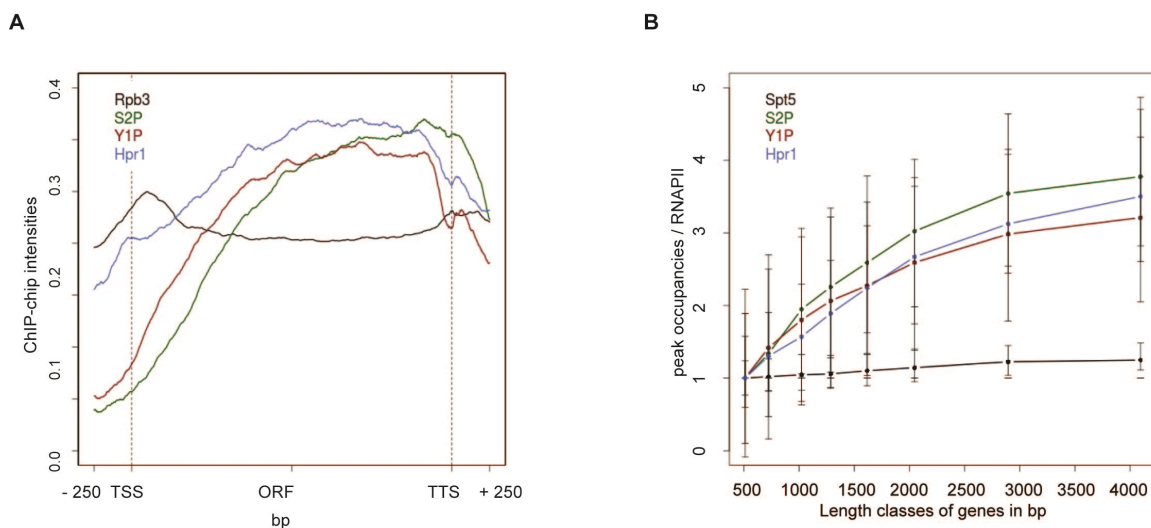 A
ChIP-chip intensities
0.4
0.3
0.2
0.1
0.0
Rpb3
S2P
Y1P
Hpr1
- 250 TSS ORF TTS + 250
bp
B
peak occupancies / RNAPII
5
4
3
2
1
0
Spt5
S2P
Y1P
Hpr1
500 1000 1500 2000 2500 3000 3500 4000
Length classes of genes in bp